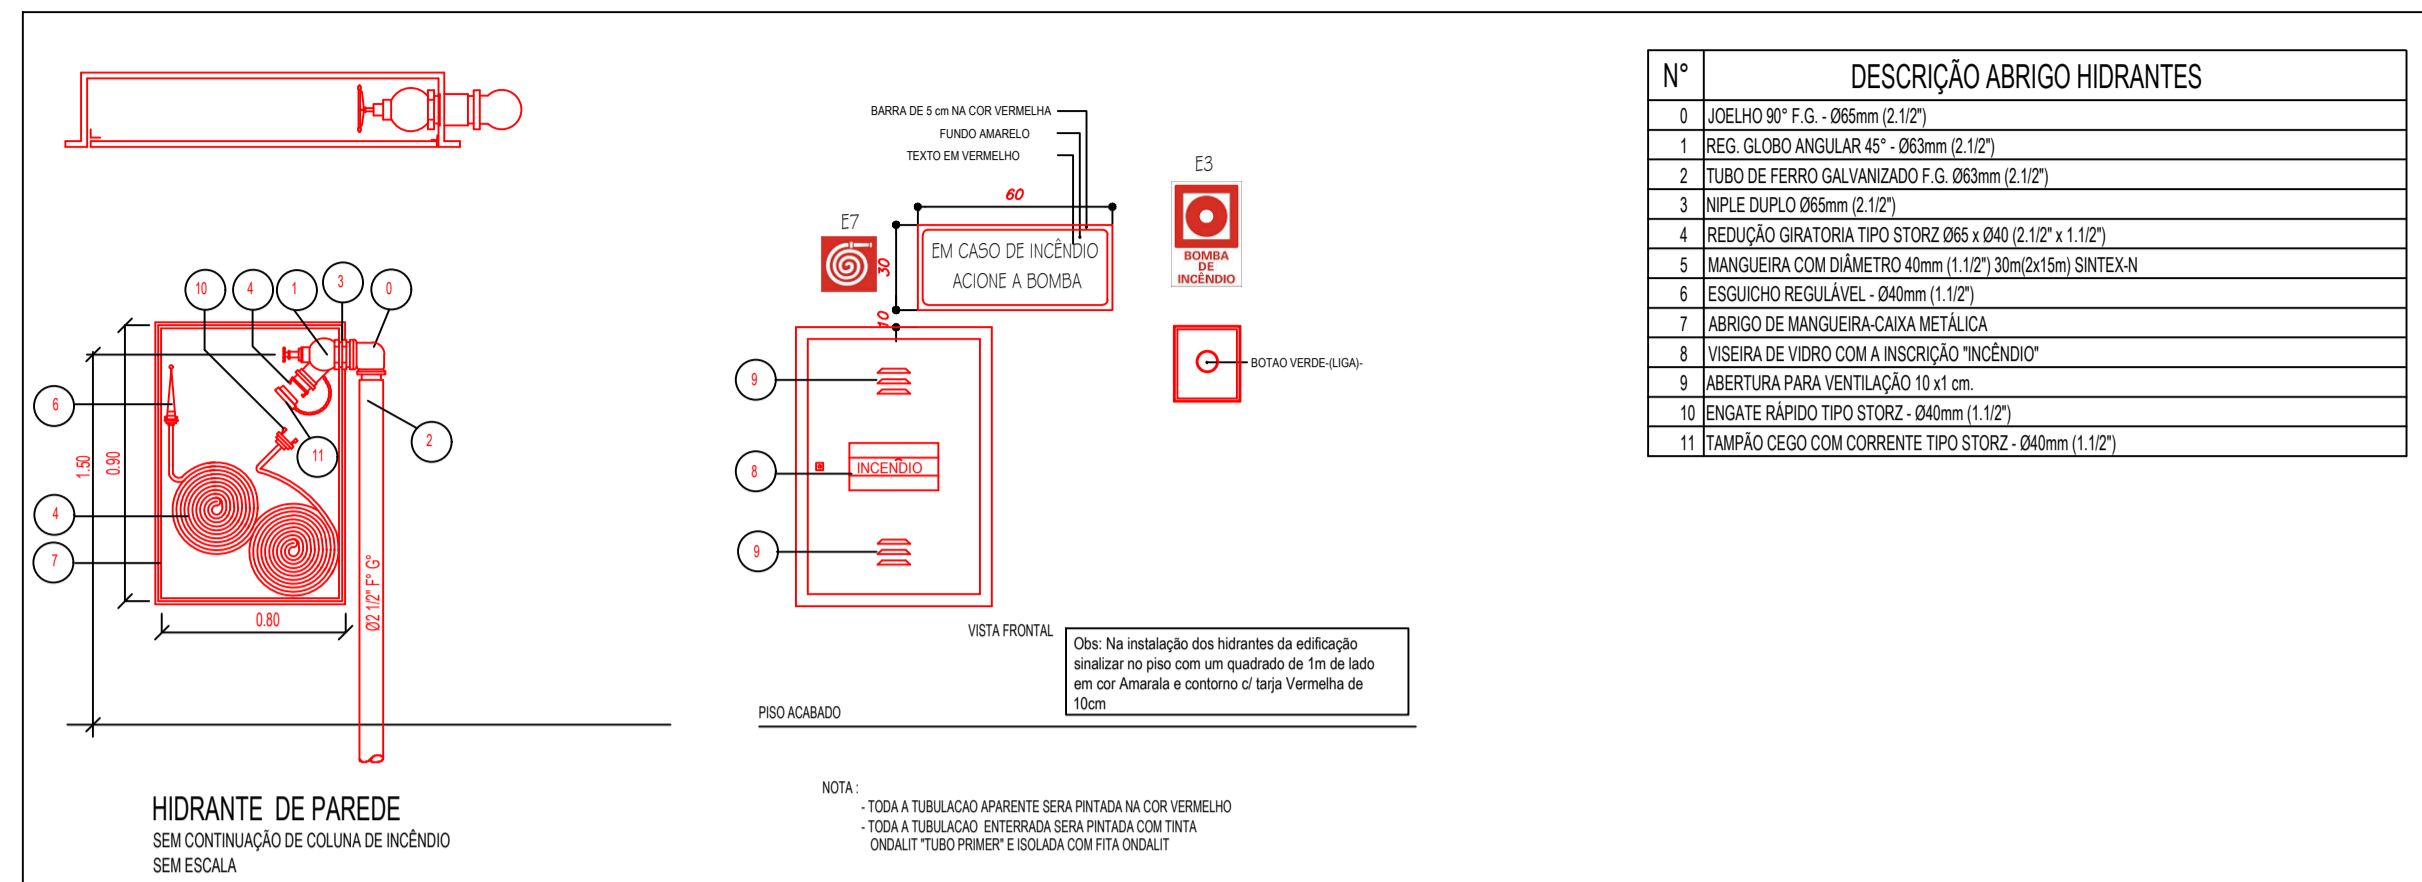 BARRA DE 5 cm NA COR VERMELHA
FUNDO AMARELO
TEXTO EM VERMELHO
60
E7
30
EM CASO DE INCÊNDIO
ACIONE A BOMBA
10
E3
BOMBA
DE
INCÊNDIO
BOTAO VERDE-(LIGA)-
10
4
1
3
0
6
1.50
0.90
11
2
4
7
0.80
Ø2 1/2" F° G°
9
8
INCENDIO
9
VISTA FRONTAL
Obs: Na instalação dos hidrantes da edificação
sinalizar no piso com um quadrado de 1m de lado
em cor Amarala e contorno c/ tarja Vermelha de
10cm
PISO ACABADO
HIDRANTE DE PAREDE
SEM CONTINUAÇÃO DE COLUNA DE INCÊNDIO
SEM ESCALA
NOTA :
- TODA A TUBULACAO APARENTE SERA PINTADA NA COR VERMELHO
- TODA A TUBULACAO ENTERRADA SERA PINTADA COM TINTA
ONDALIT "TUBO PRIMER" E ISOLADA COM FITA ONDALIT
N° DESCRIÇÃO ABRIGO HIDRANTES
0 JOELHO 90° F.G. - Ø65mm (2.1/2")
1 REG. GLOBO ANGULAR 45° - Ø63mm (2.1/2")
2 TUBO DE FERRO GALVANIZADO F.G. Ø63mm (2.1/2")
3 NIPLE DUPLO Ø65mm (2.1/2")
4 REDUÇÃO GIRATORIA TIPO STORZ Ø65 x Ø40 (2.1/2" x 1.1/2")
5 MANGUEIRA COM DIÂMETRO 40mm (1.1/2") 30m(2x15m) SINTEX-N
6 ESGUICHO REGULÁVEL - Ø40mm (1.1/2")
7 ABRIGO DE MANGUEIRA-CAIXA METÁLICA
8 VISEIRA DE VIDRO COM A INSCRIÇÃO "INCÊNDIO"
9 ABERTURA PARA VENTILAÇÃO 10 x1 cm.
10 ENGATE RÁPIDO TIPO STORZ - Ø40mm (1.1/2")
11 TAMPÃO CEGO COM CORRENTE TIPO STORZ - Ø40mm (1.1/2")